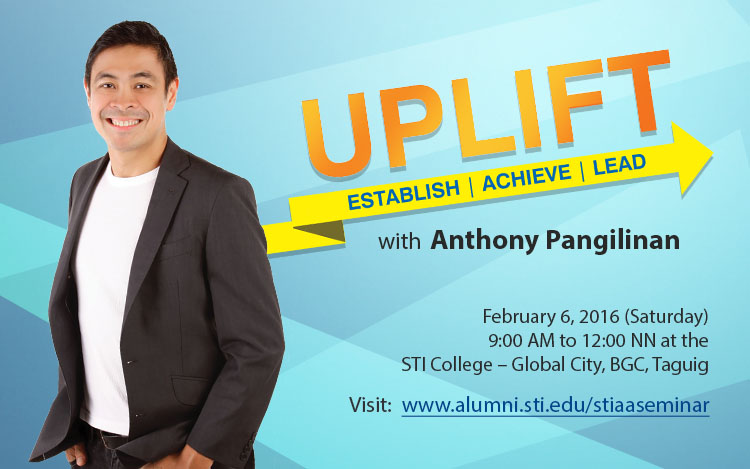 UPLIFT
ESTABLISH | ACHIEVE | LEAD
with Anthony Pangilinan
February 6, 2016 (Saturday)
9:00 AM to 12:00 NN at the
STI College – Global City, BGC, Taguig
Visit: www.alumni.sti.edu/stiaaseminar